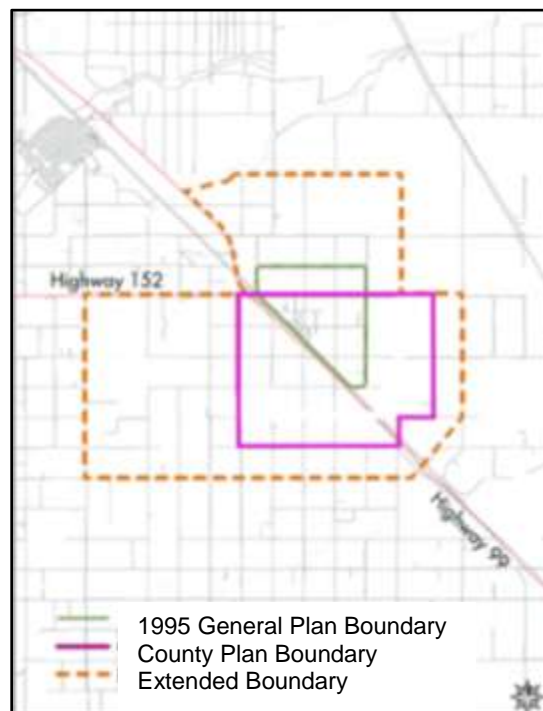 Highway 152
Highway 99
1995 General Plan Boundary
County Plan Boundary
Extended Boundary